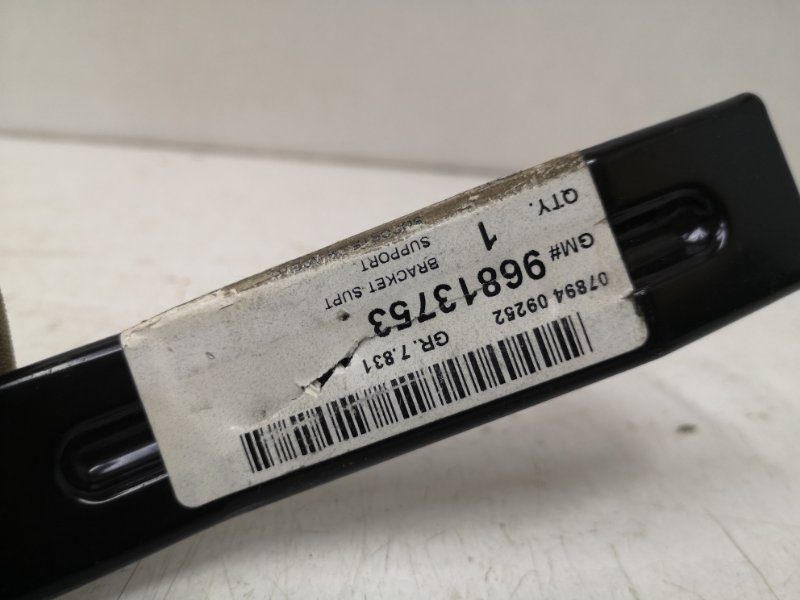 07894 09252
GM# 96813753 GR. 7.831
BRACKET-SUPT
QTY. 1 SUPPORT